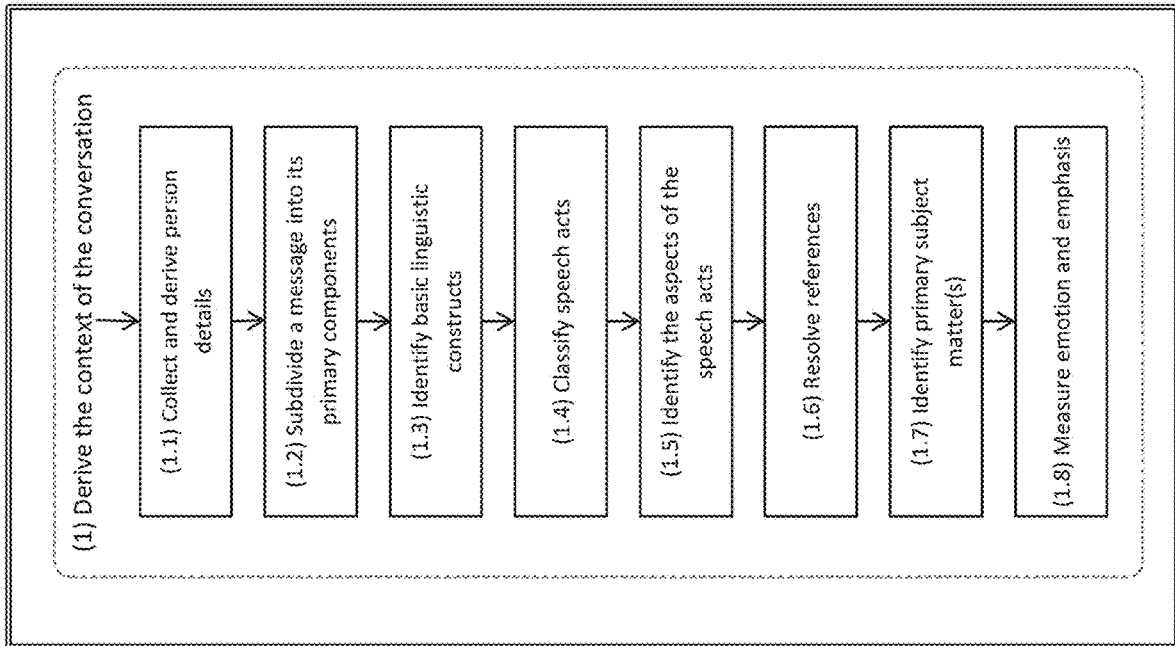 (1) Derive the context of the conversation
(1.1) Collect and derive person
details
(1.2) Subdivide a message into its
primary components
(1.3) Identify basic linguistic
constructs
(1.4) Classify speech acts
(1.5) Identify the aspects of the
speech acts
(1.6) Resolve references
(1.7) Identify primary subject
matter(s)
(1.8) Measure emotion and emphasis